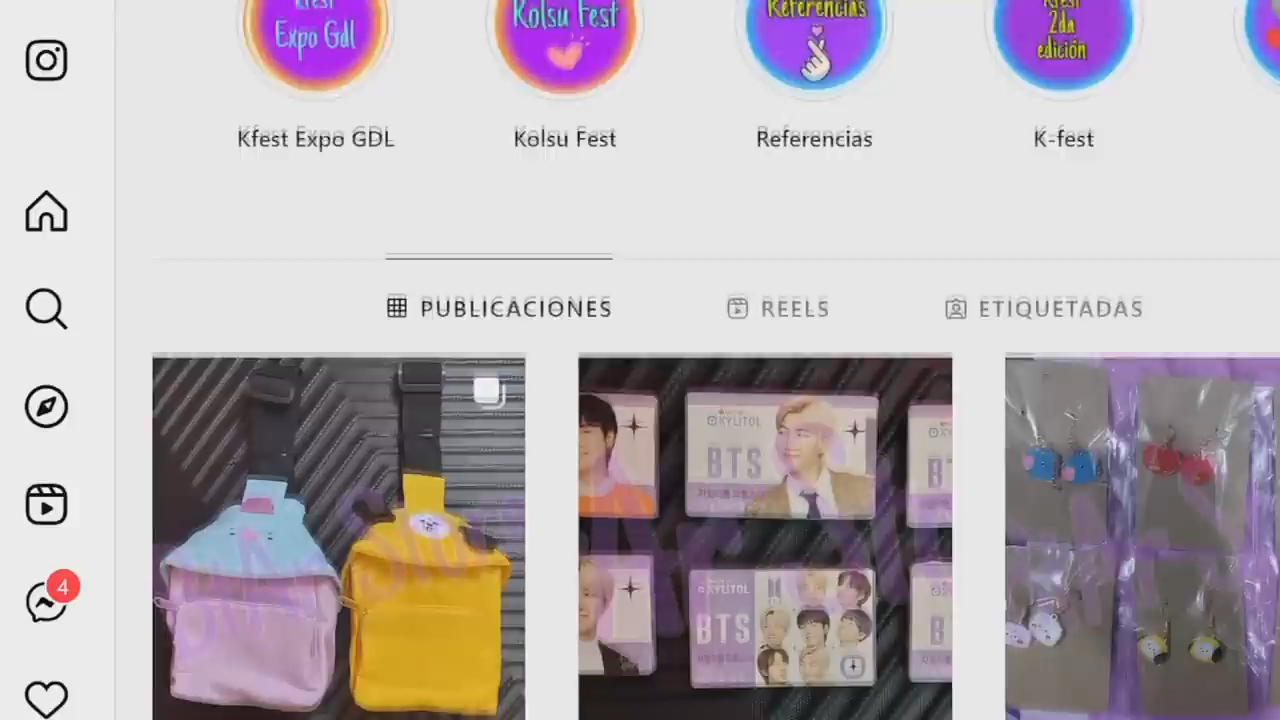 Kfest
Expo Gdl
Kolsu Fest
Referencias
Kfest
2da
edición
Kfest Expo GDL
Kolsu Fest
Referencias
K-fest
PUBLICACIONES
REELS
ETIQUETADAS
XYLITOL
BTS
XYLITOL
BTS
4